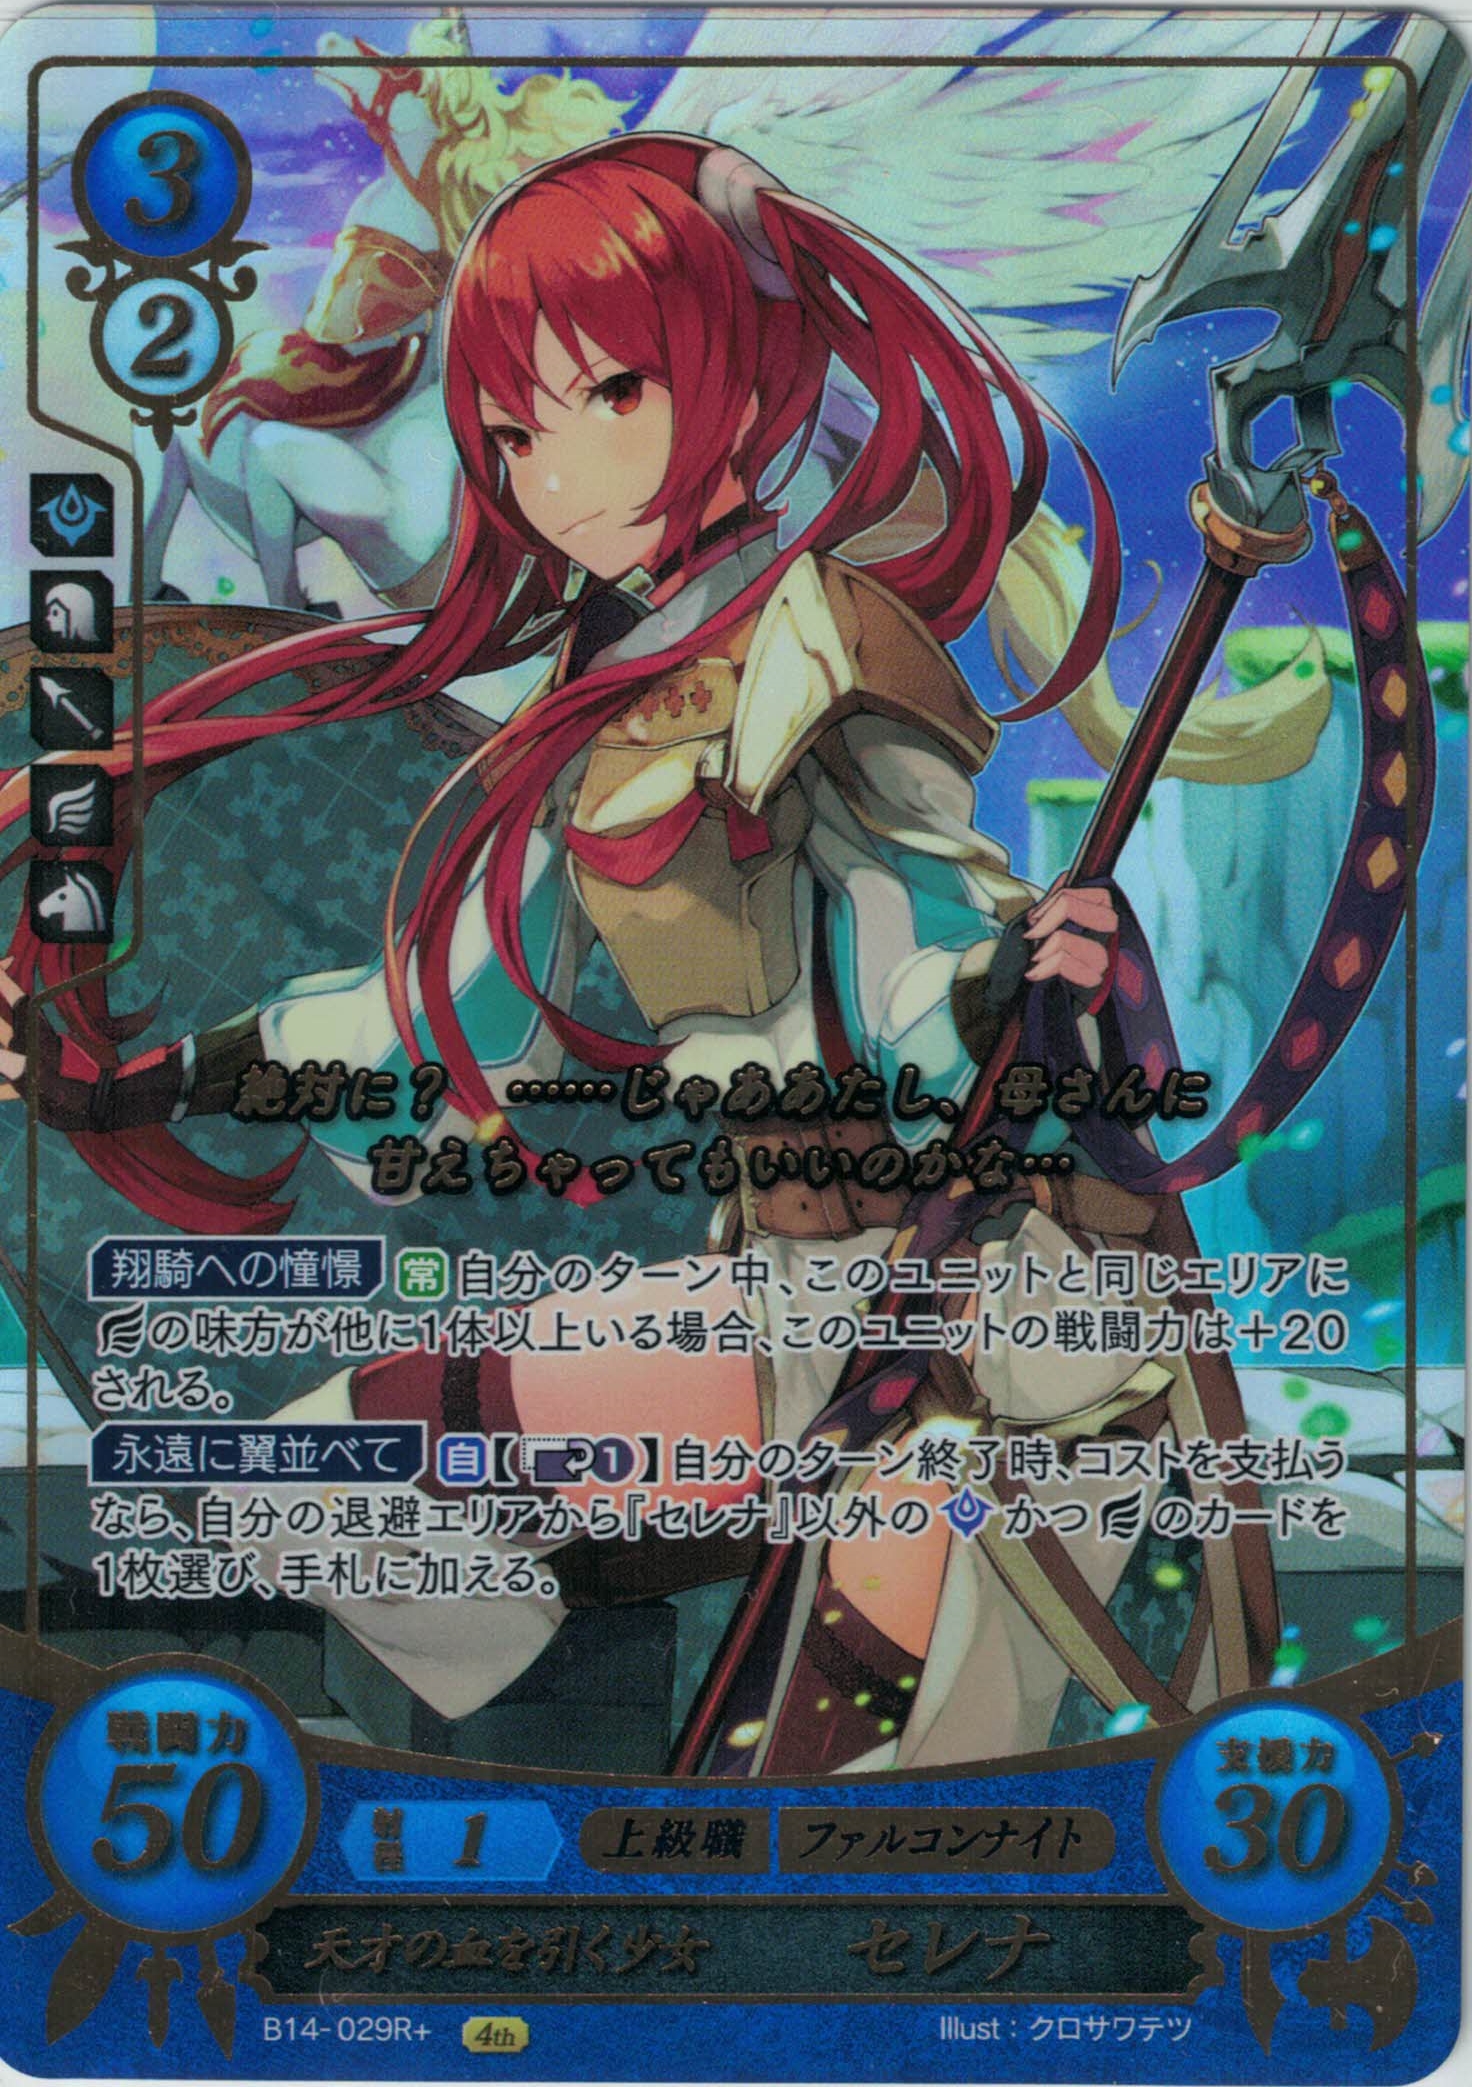 3
2
絶対に？　……じゃああたし、母さんに
甘えちゃってもいいのかな…
翔騎への憧憬 常 自分のターン中、このユニットと同じエリアに
の味方が他に1体以上いる場合、このユニットの戦闘力は＋20
される。
永遠に翼並べて 自【 1】自分のターン終了時、コストを支払う
なら、自分の退避エリアから『セレナ』以外の かつ のカードを
1枚選び、手札に加える。
戦闘力
50
射程 1
上級職 ファルコンナイト
支援力
30
天才の血を引く少女 セレナ
B14-029R+ 4th
Illust：クロサワテツ